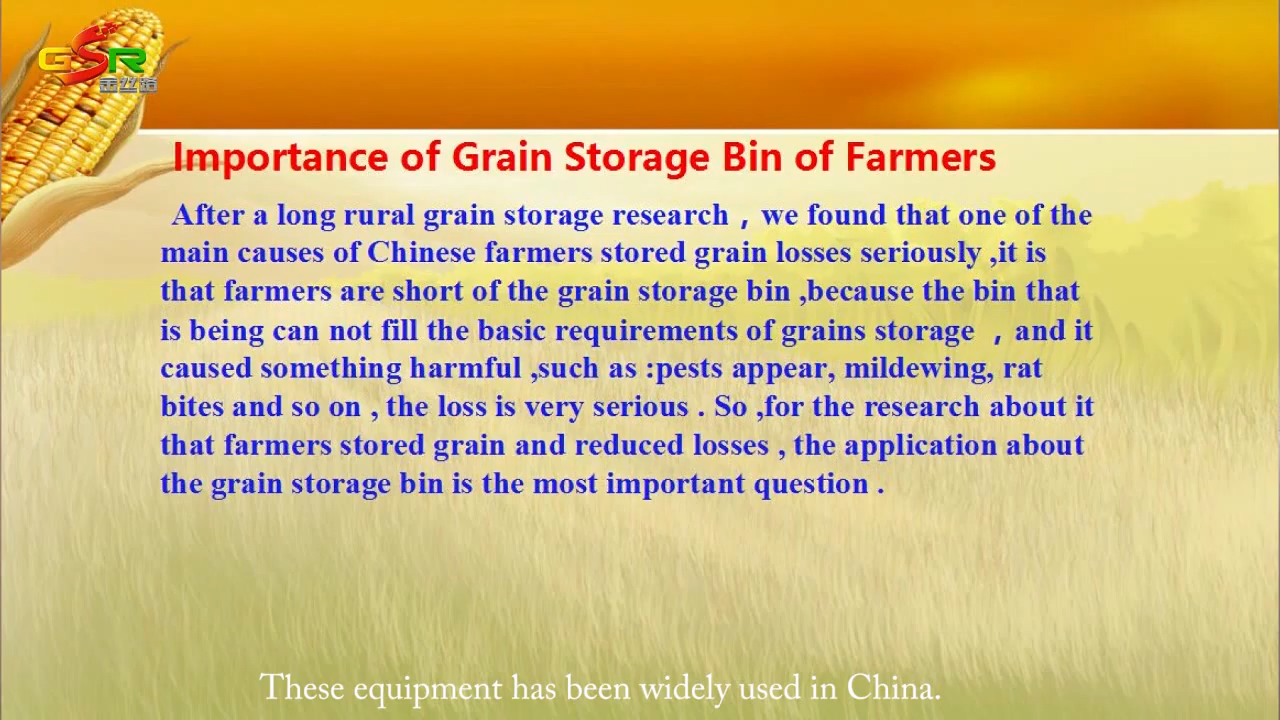 GSR
金丝路
Importance of Grain Storage Bin of Farmers
After a long rural grain storage research，we found that one of the
main causes of Chinese farmers stored grain losses seriously ,it is
that farmers are short of the grain storage bin ,because the bin that
is being can not fill the basic requirements of grains storage ，and it
caused something harmful ,such as :pests appear, mildewing, rat
bites and so on , the loss is very serious . So ,for the research about it
that farmers stored grain and reduced losses , the application about
the grain storage bin is the most important question .
These equipment has been widely used in China.